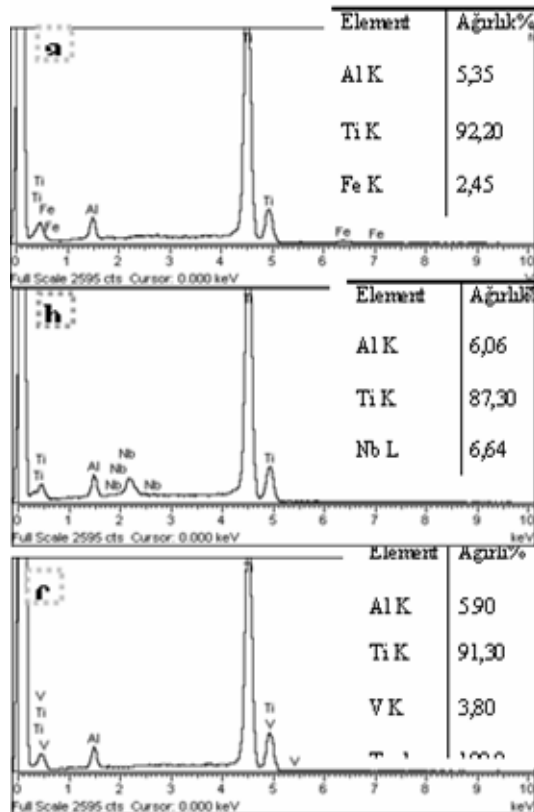 a
Element Ağırlık%
Al K 5,35
Ti K 92,20
Fe K 2,45
Ti
Ti
Fe
Fe
Al
Ti
Fe Fe
0 1 2 3 4 5 6 7 8 9 10
Full Scale 2595 cts Cursor: 0.000 keV
b
Element Ağırlık%
Al K 6,06
Ti K 87,30
Nb L 6,64
Ti
Ti
Al
Nb
Nb
Nb Nb
Ti
0 1 2 3 4 5 6 7 8 9 10
Full Scale 2595 cts Cursor: 0.000 keV keV
c
Element Ağırlı%
Al K 5.90
Ti K 91,30
V K 3,80
V
Ti
Ti
V
Al
Ti
V
V
0 1 2 3 4 5 6 7 8 9 10
Full Scale 2595 cts Cursor: 0.000 keV keV